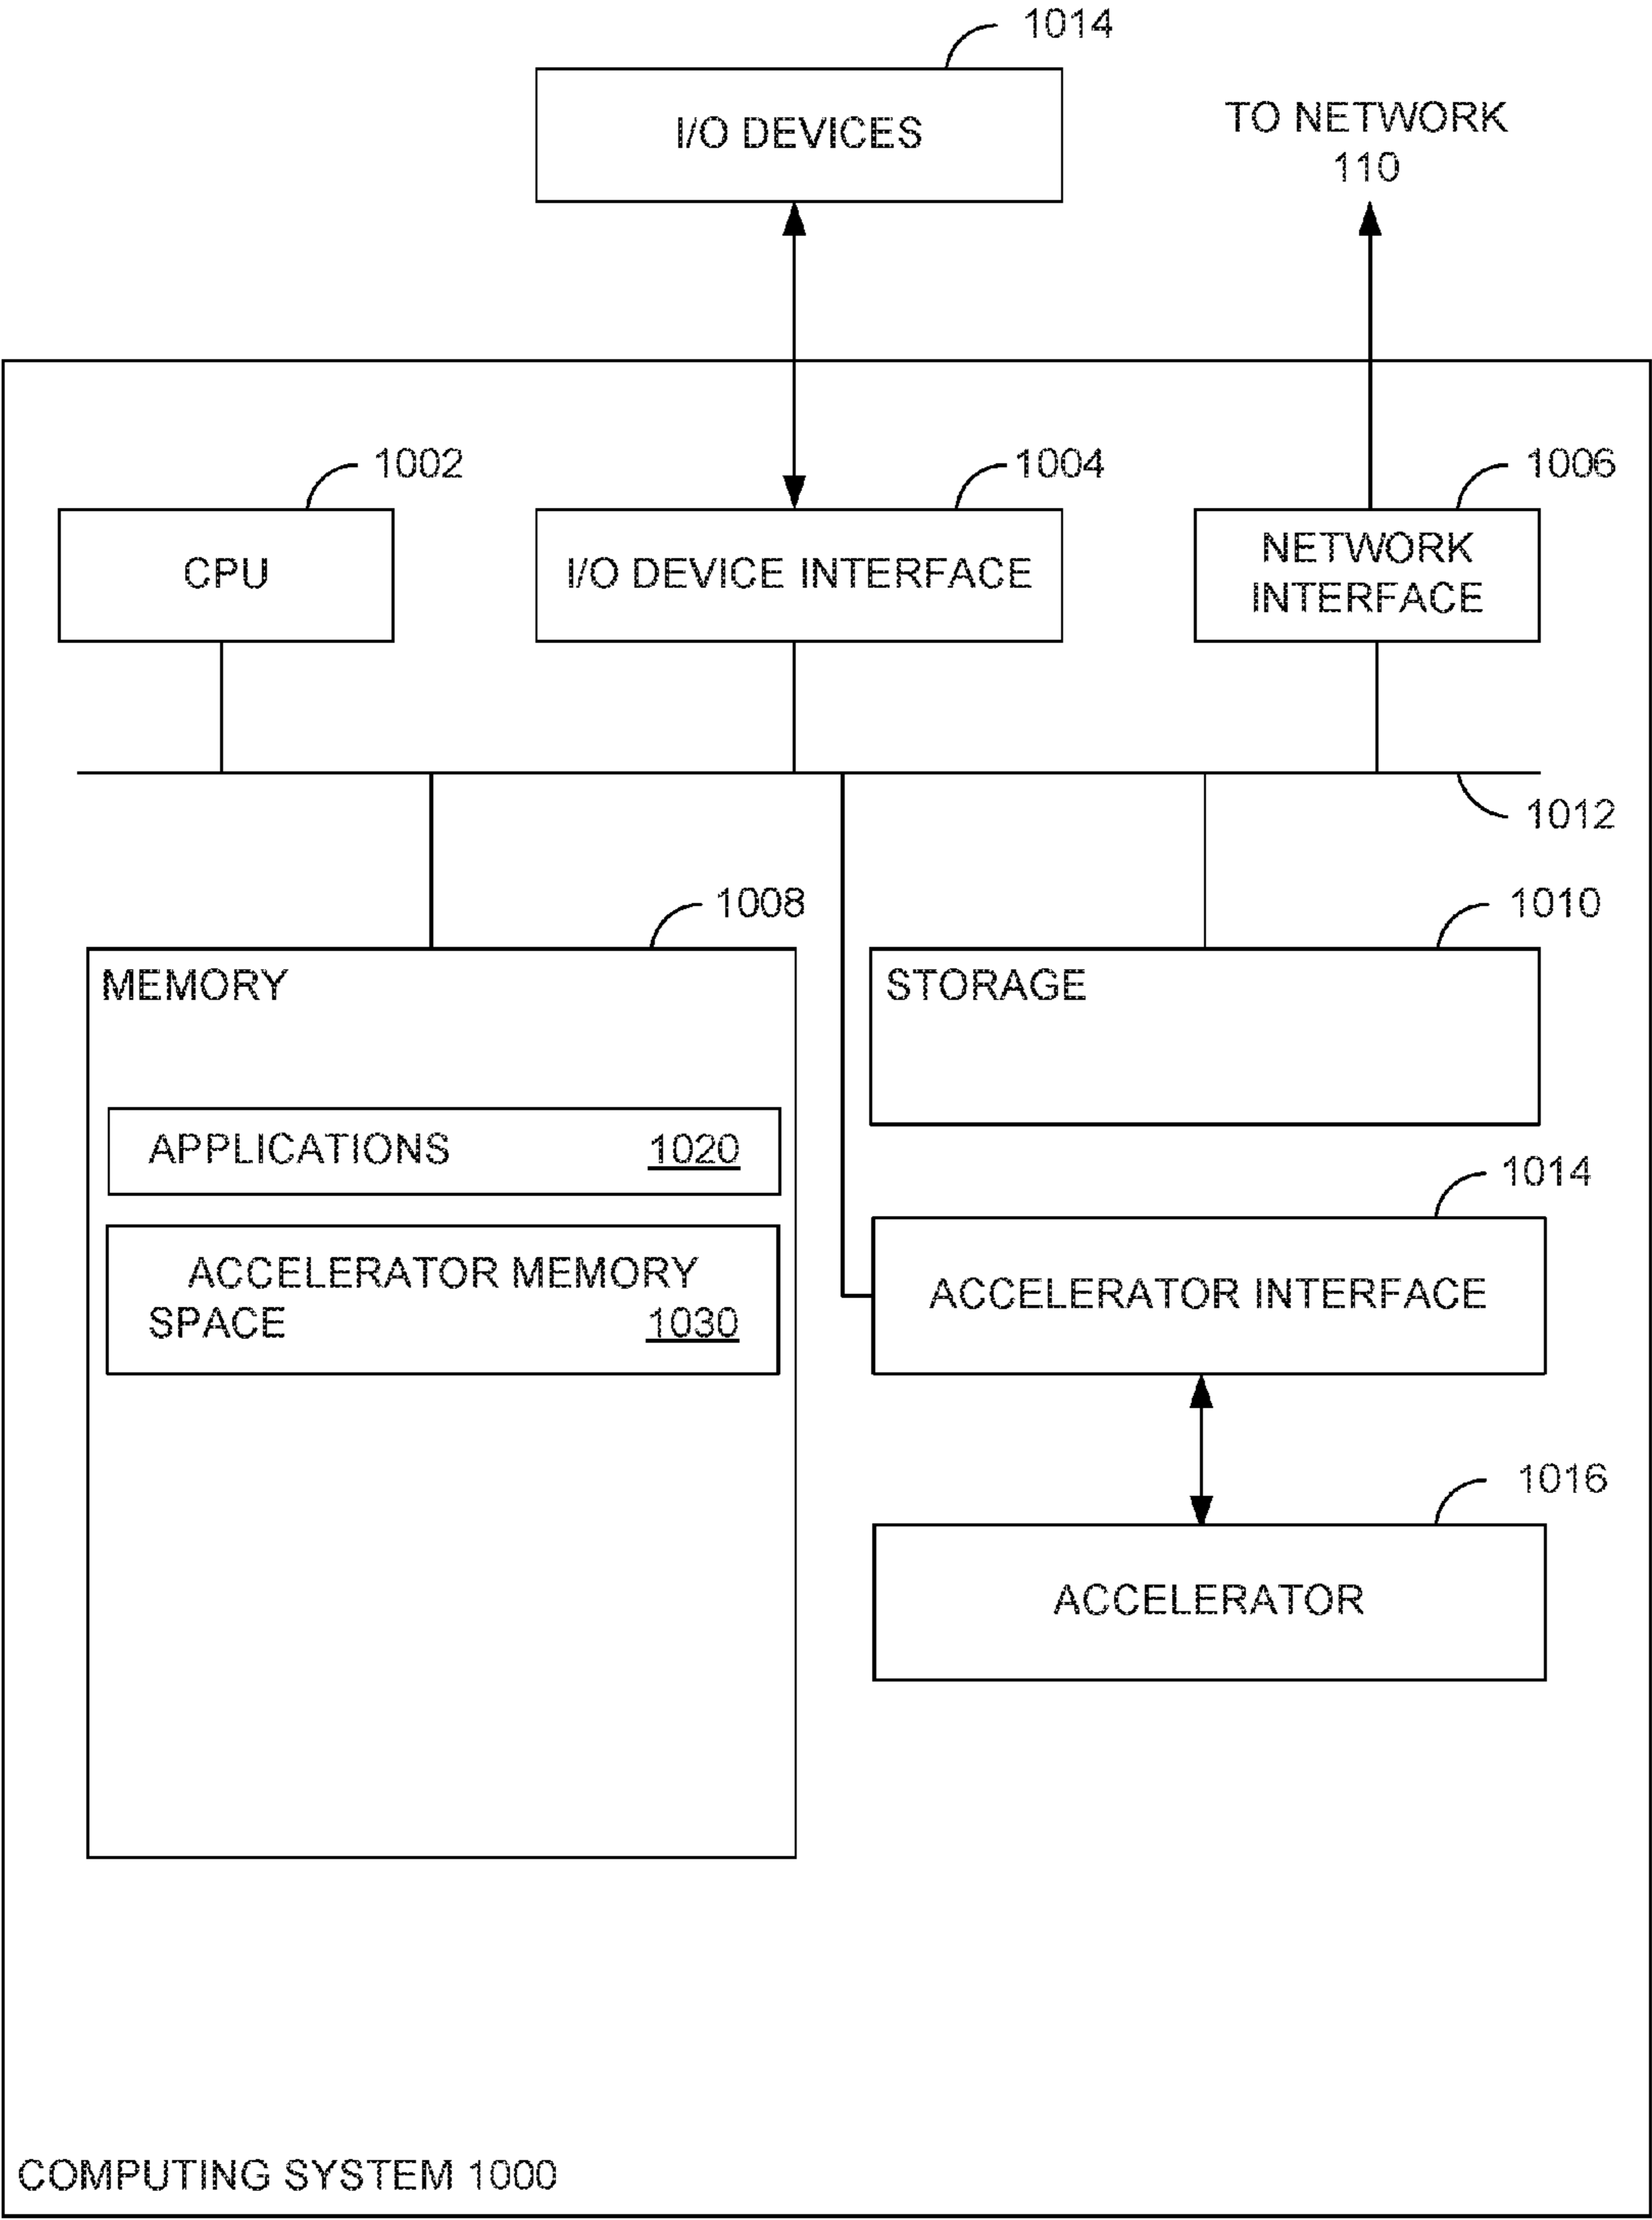 1014
I/O DEVICES
TO NETWORK
110
1002
1004
1006
CPU
I/O DEVICE INTERFACE
NETWORK
INTERFACE
1012
1008
1010
MEMORY
STORAGE
APPLICATIONS 1020
1014
ACCELERATOR MEMORY
SPACE 1030
ACCELERATOR INTERFACE
1016
ACCELERATOR
COMPUTING SYSTEM 1000